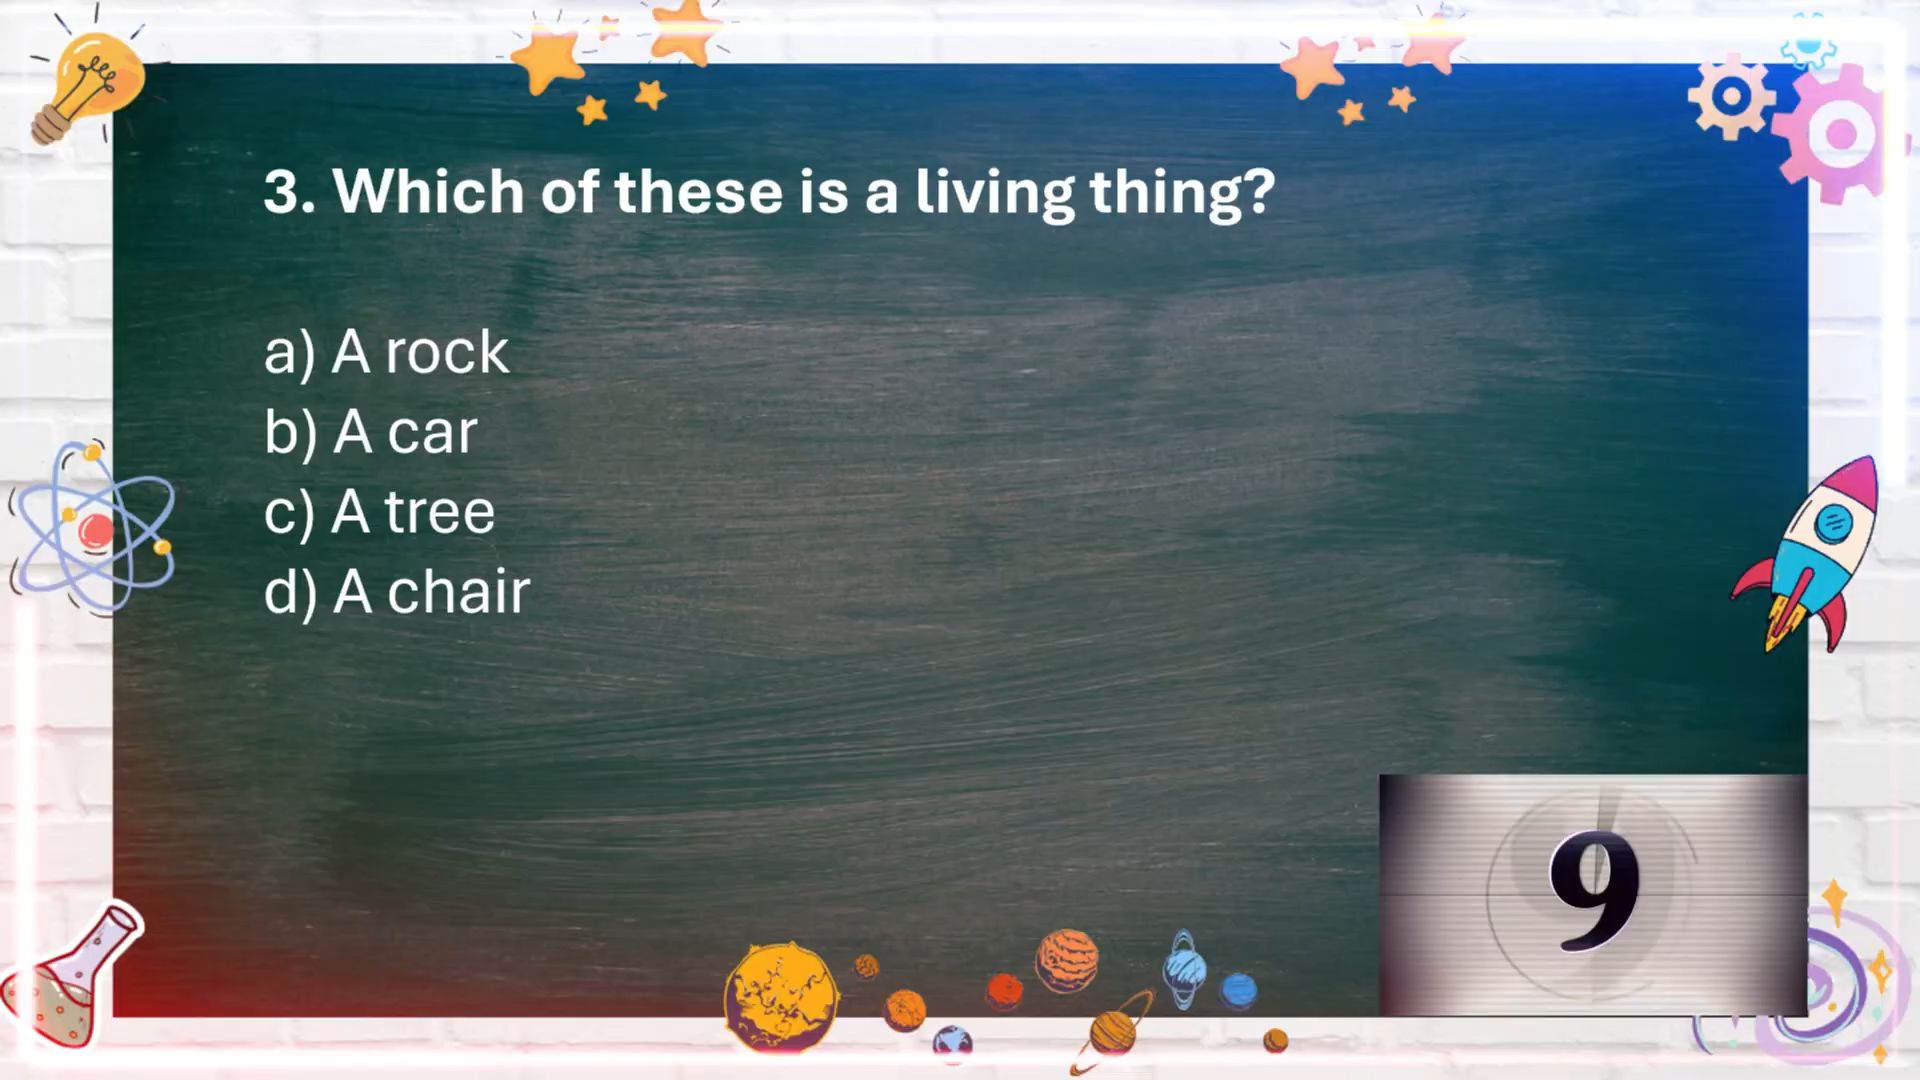 3. Which of these is a living thing?
a) A rock
b) A car
c) A tree
d) A chair
9